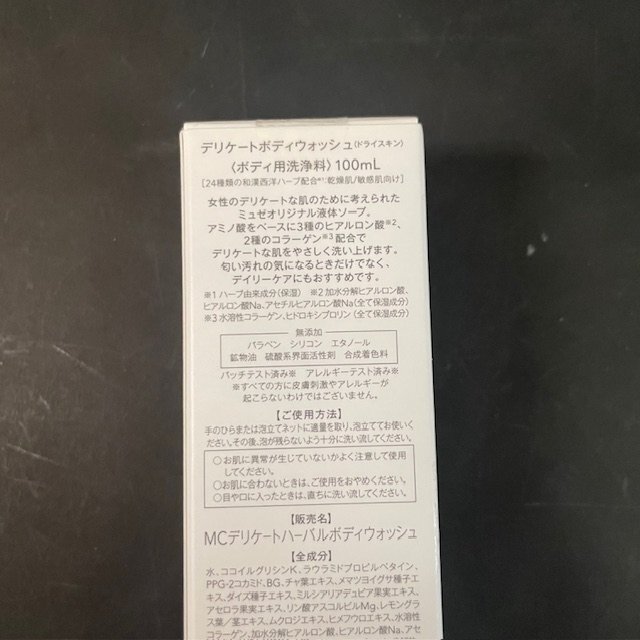 デリケートボディウォッシュ〈ドライスキン〉
〈ボディ用洗浄料〉100mL
［24種類の和漢西洋ハーブ配合※1：乾燥肌/敏感肌向け］
女性のデリケートな肌のために考えられた
ミュゼオリジナル液体ソープ。
アミノ酸をベースに3種のヒアルロン酸※2、
2種のコラーゲン※3配合で
デリケートな肌をやさしく洗い上げます。
匂い汚れの気になるときだけでなく、
デイリーケアにもおすすめです。
※1 ハーブ由来成分（保湿） ※2 加水分解ヒアルロン酸、
ヒアルロン酸Na、アセチルヒアルロン酸Na（全て保湿成分）
※3 水溶性コラーゲン、ヒドロキシプロリン（全て保湿成分）
無添加
パラベン シリコン エタノール
鉱物油 硫酸系界面活性剤 合成着色料
パッチテスト済み※ アレルギーテスト済み※
※すべての方に皮膚刺激やアレルギーが
起こらないわけではございません。
【ご使用方法】
手のひらまたは泡立てネットに適量を取り、泡立ててお使いく
ださい。その後、泡が残らないよう十分に洗い流してください。
○お肌に異常が生じていないかよく注意して使用
してください。
○お肌に合わないときは、ご使用をおやめください。
○目や口に入ったときは、直ちに洗い流してください。
【販売名】
MCデリケートハーバルボディウォッシュ
【全成分】
水、ココイルグリシンK、ラウラミドプロピルベタイン、
PPG-2コカミド、BG、チャ葉エキス、メマツヨイグサ種子エ
キス、ダイズ種子エキス、ミルシアリアデュビア果実エキス、
アセロラ果実エキス、リン酸アスコルビルMg、レモングラ
ス葉／茎エキス、ムクロジエキス、ヒメフウロエキス、水溶性
コラーゲン、加水分解ヒアルロン酸、ヒアルロン酸Na、アセ